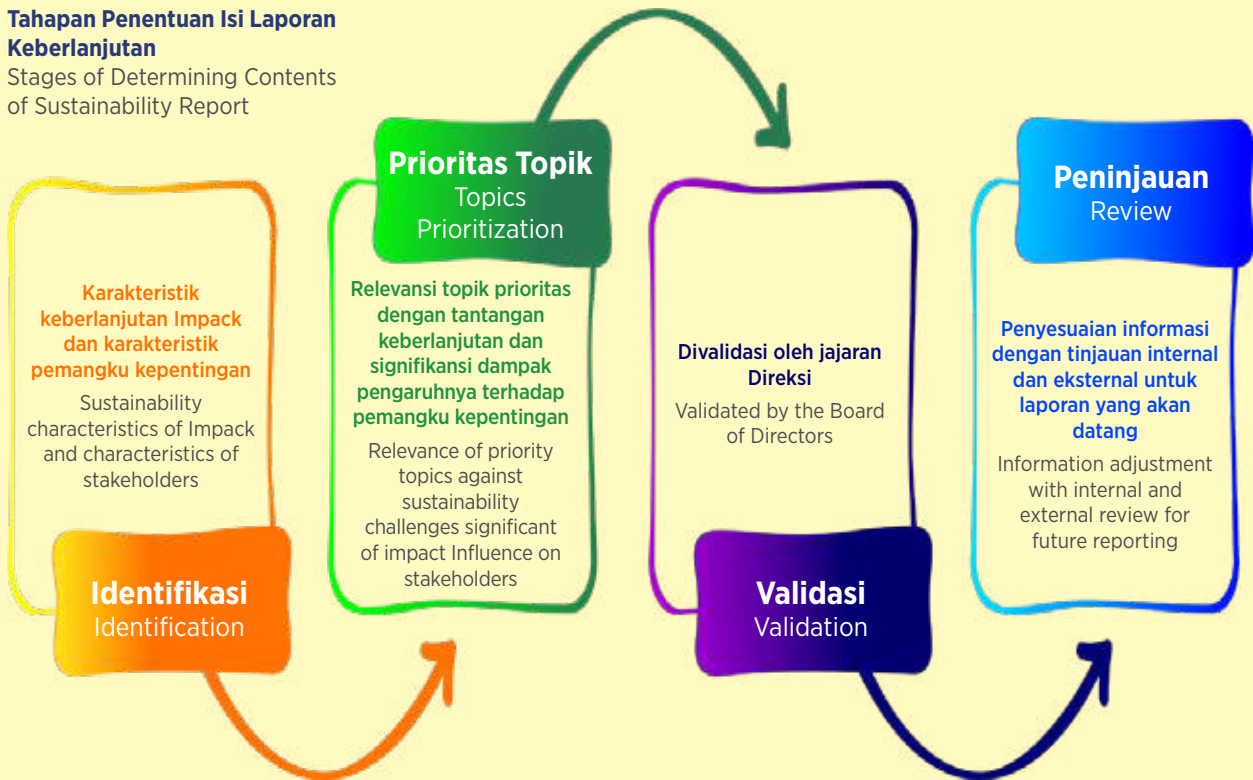 Tahapan Penentuan Isi Laporan
Keberlanjutan
Stages of Determining Contents
of Sustainability Report
Karakteristik
keberlanjutan Impack
dan karakteristik
pemangku kepentingan
Sustainability
characteristics of Impack
and characteristics of
stakeholders
Identifikasi
Identification
Prioritas Topik
Topics
Prioritization
Relevansi topik prioritas
dengan tantangan
keberlanjutan dan
signifikansi dampak
pengaruhnya terhadap
pemangku kepentingan
Relevance of priority
topics against
sustainability
challenges significant
of impact Influence on
stakeholders
Divalidasi oleh jajaran
Direksi
Validated by the Board
of Directors
Validasi
Validation
Peninjauan
Review
Penyesuaian informasi
dengan tinjauan internal
dan eksternal untuk
laporan yang akan
datang
Information adjustment
with internal and
external review for
future reporting